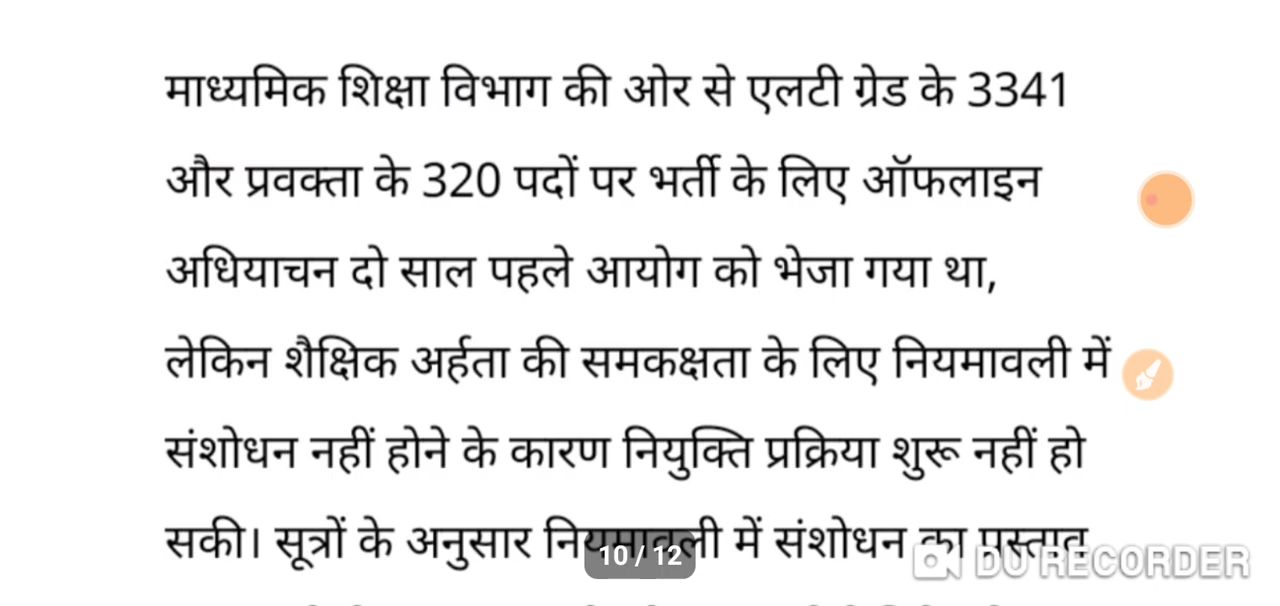 माध्यमिक शिक्षा विभाग की ओर से एलटी ग्रेड के 3341
और प्रवक्ता के 320 पदों पर भर्ती के लिए ऑफलाइन
अधियाचन दो साल पहले आयोग को भेजा गया था,
लेकिन शैक्षिक अर्हता की समकक्षता के लिए नियमावली में
संशोधन नहीं होने के कारण नियुक्ति प्रक्रिया शुरू नहीं हो
सकी। सूत्रों के अनुसार नियमावली में संशोधन का प्रस्ताव
10 / 12
DU RECORDER